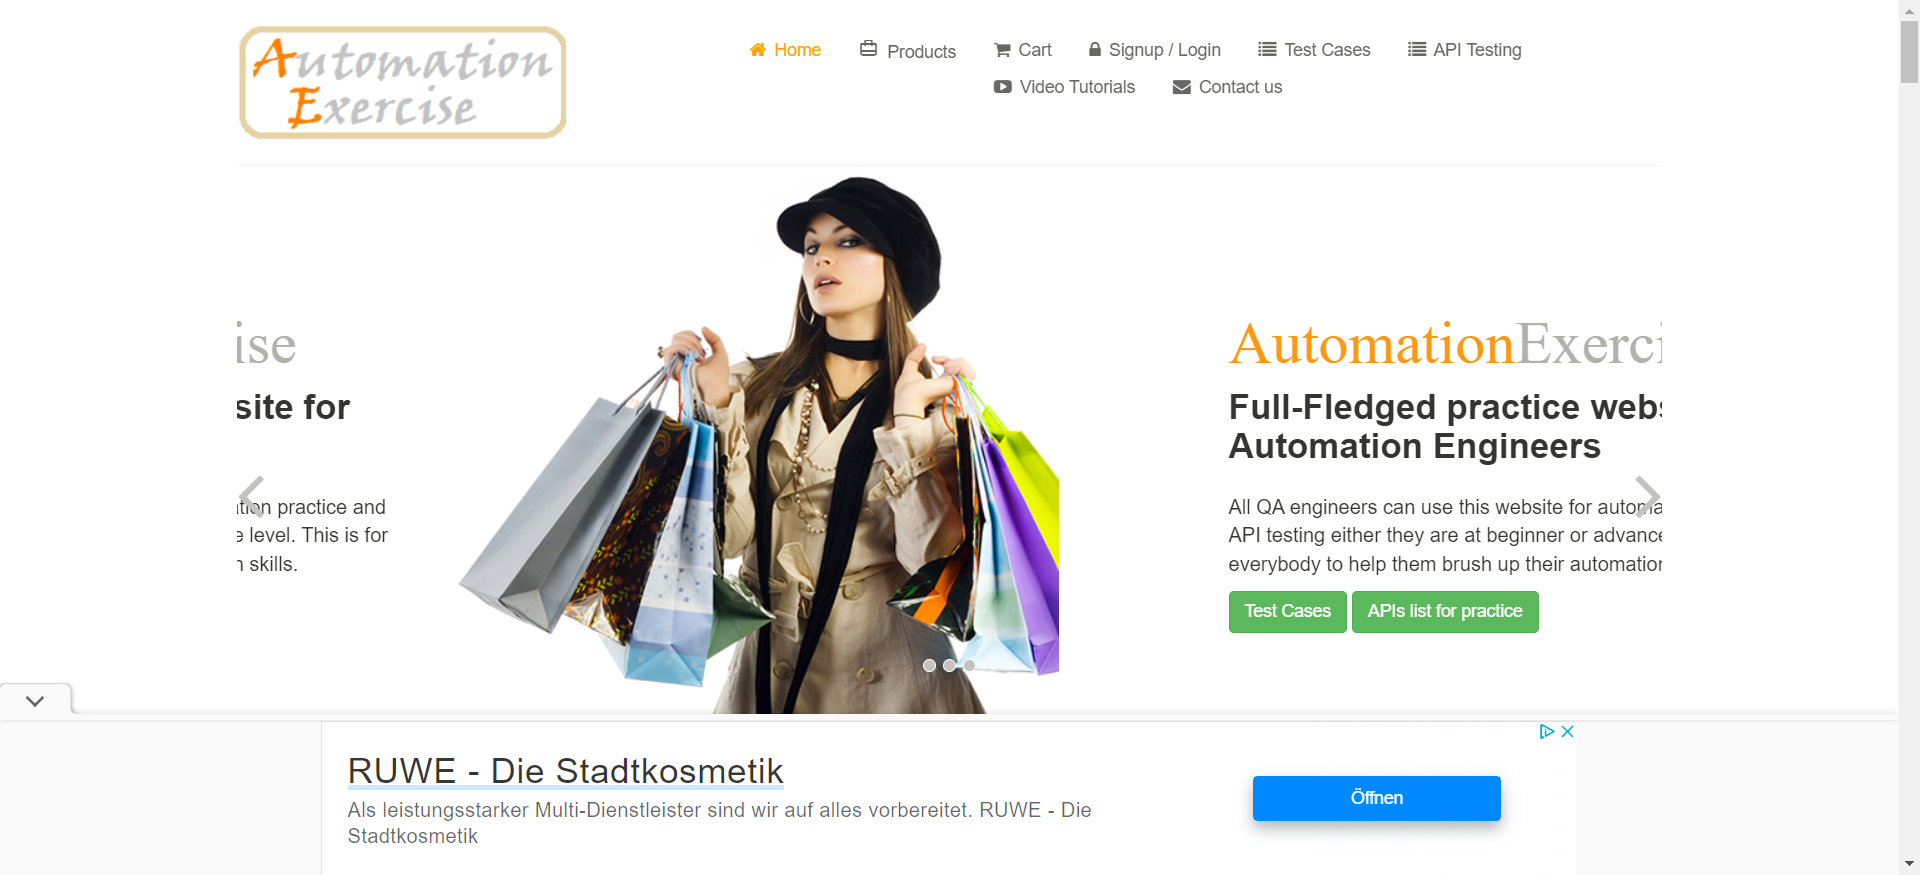 Automation
Exercise
Home
Products
Cart
Signup / Login
Test Cases
API Testing
Video Tutorials
Contact us
ise
site for
ation practice and
e level. This is for
n skills.
AutomationExerci
Full-Fledged practice webs
Automation Engineers
All QA engineers can use this website for automa
API testing either they are at beginner or advance
everybody to help them brush up their automation
Test Cases
APIs list for practice
RUWE - Die Stadtkosmetik
Als leistungsstarker Multi-Dienstleister sind wir auf alles vorbereitet. RUWE - Die
Stadtkosmetik
Öffnen